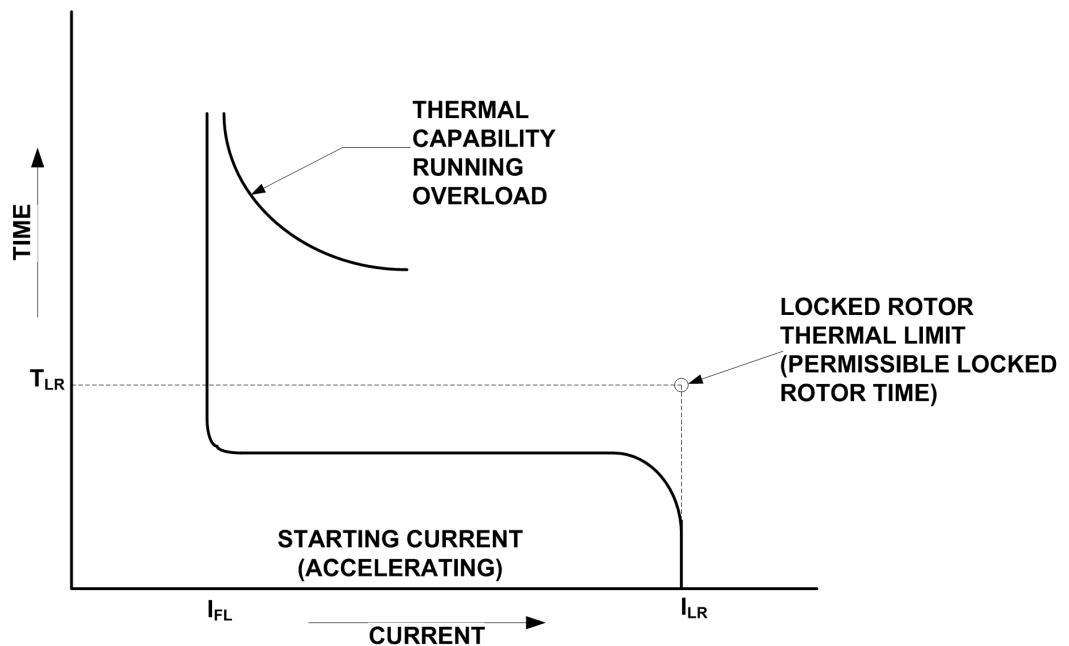 THERMAL
CAPABILITY
RUNNING
OVERLOAD
TIME
LOCKED ROTOR
THERMAL LIMIT
(PERMISSIBLE LOCKED
ROTOR TIME)
TLR
STARTING CURRENT
(ACCELERATING)
IFL
ILR
CURRENT